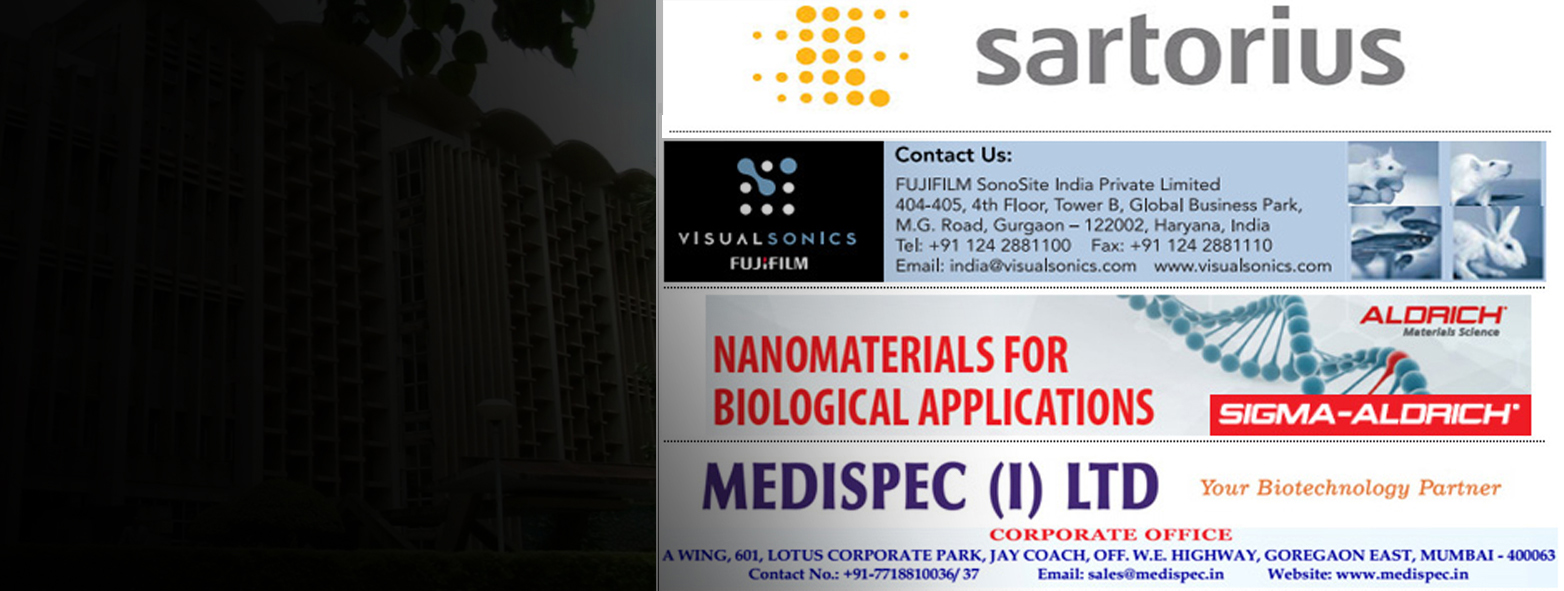 sartorius
VISUALSONICS
FUJIFILM
Contact Us:
FUJIFILM SonoSite India Private Limited
404-405, 4th Floor, Tower B, Global Business Park,
M.G. Road, Gurgaon – 122002, Haryana, India
Tel: +91 124 2881100 Fax: +91 124 2881110
Email: india@visualsonics.com www.visualsonics.com
NANOMATERIALS FOR
BIOLOGICAL APPLICATIONS
ALDRICH®
Materials Science
SIGMA-ALDRICH®
MEDISPEC (I) LTD
Your Biotechnology Partner
CORPORATE OFFICE
A WING, 601, LOTUS CORPORATE PARK, JAY COACH, OFF. W.E. HIGHWAY, GOREGAON EAST, MUMBAI - 400063
Contact No.: +91-7718810036/ 37 Email: sales@medispec.in Website: www.medispec.in